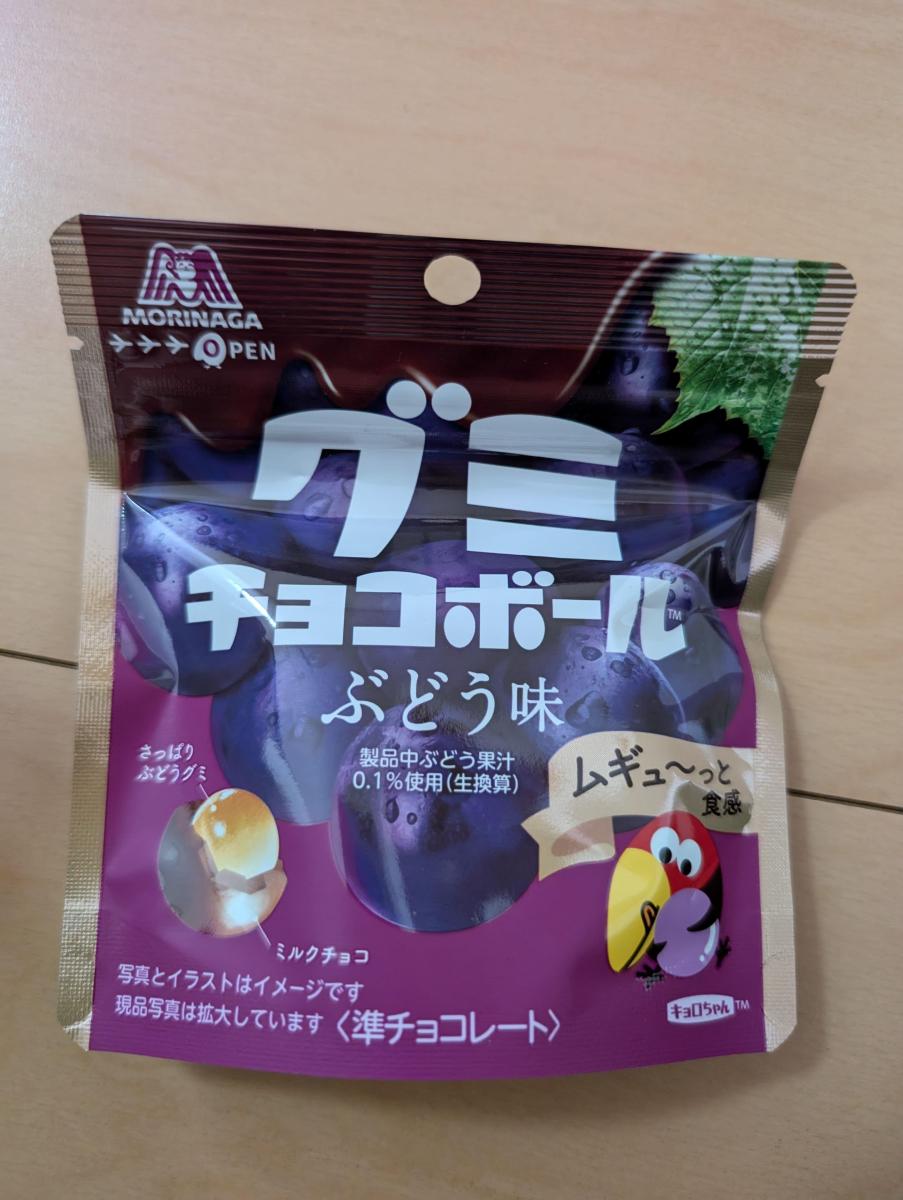 MORINAGA
OPEN
グミ
チョコボール™
ぶどう味
製品中ぶどう果汁
0.1%使用(生換算)
さっぱり
ぶどうグミ
ムギュ〜っと
食感
ミルクチョコ
写真とイラストはイメージです
現品写真は拡大しています
〈準チョコレート〉
キョロちゃん™